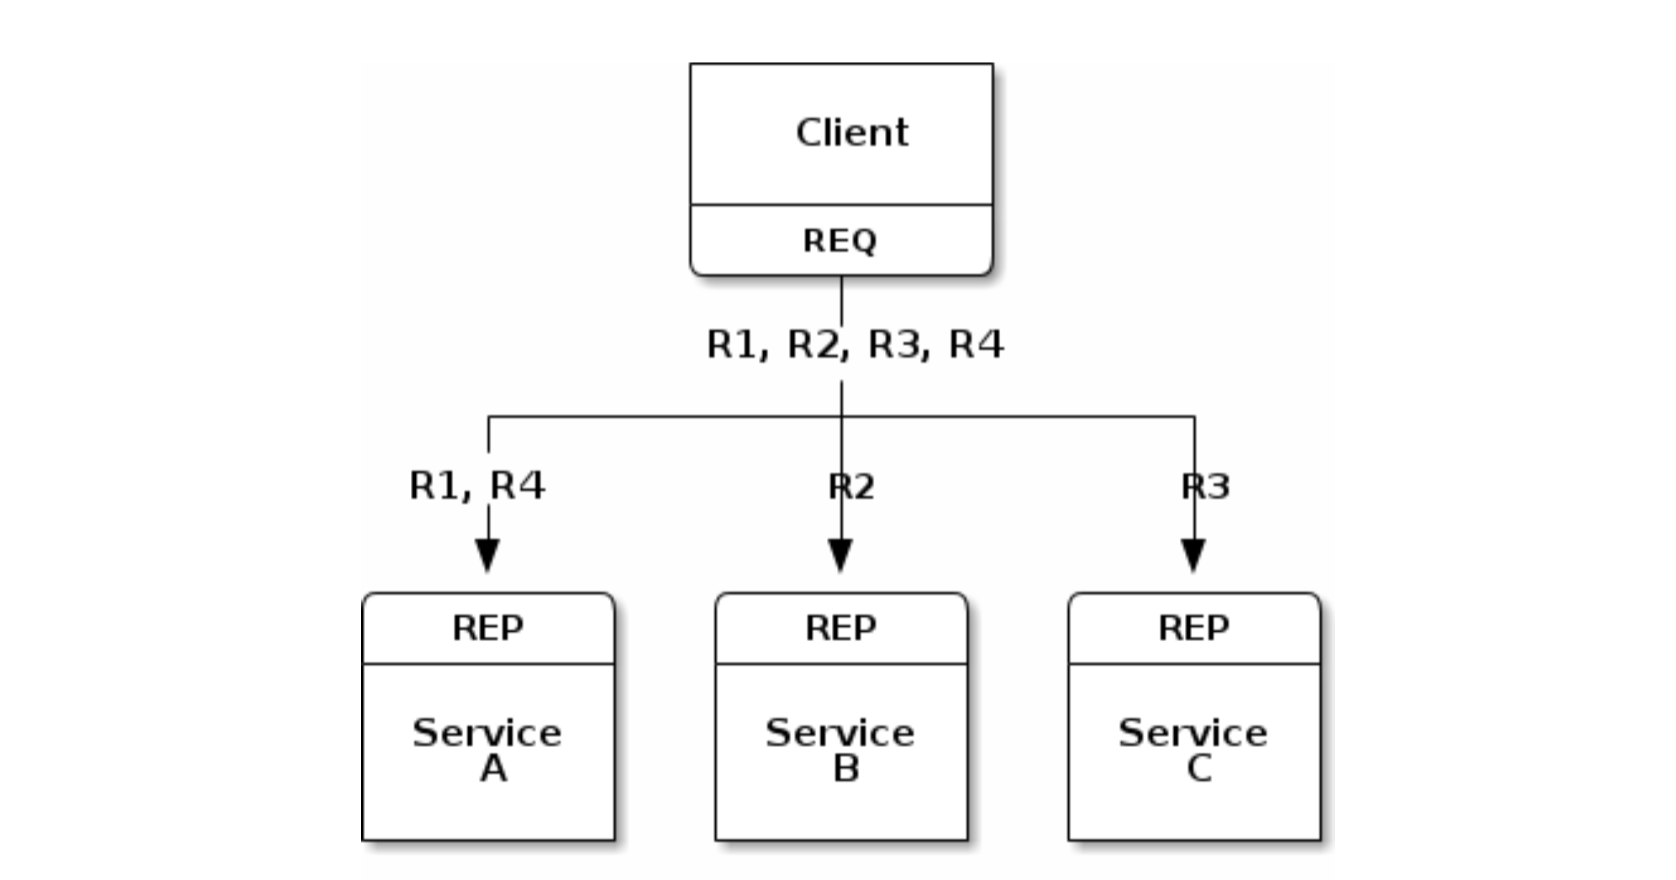 Client
REQ
R1, R2, R3, R4
R1, R4
R2
R3
REP
REP
REP
Service
A
Service
B
Service
C